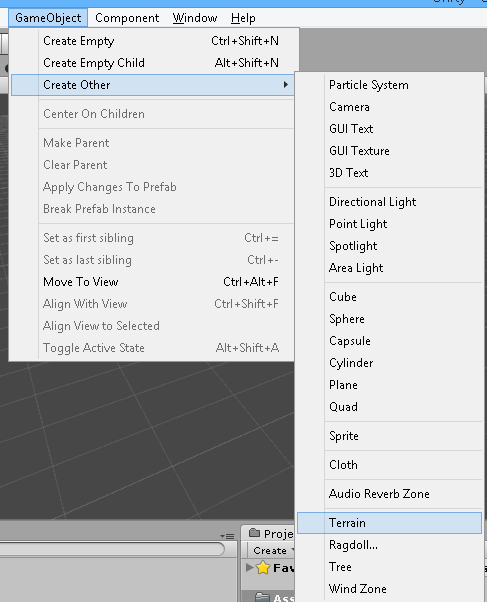 Unity
GameObject Component Window Help
Create Empty Ctrl+Shift+N
Create Empty Child Alt+Shift+N
Create Other
Center On Children
Make Parent
Clear Parent
Apply Changes To Prefab
Break Prefab Instance
Set as first sibling Ctrl+=
Set as last sibling Ctrl+-
Move To View Ctrl+Alt+F
Align With View Ctrl+Shift+F
Align View to Selected
Toggle Active State Alt+Shift+A
Particle System
Camera
GUI Text
GUI Texture
3D Text
Directional Light
Point Light
Spotlight
Area Light
Cube
Sphere
Capsule
Cylinder
Plane
Quad
Sprite
Cloth
Audio Reverb Zone
Terrain
Ragdoll...
Tree
Wind Zone
Proje
Create
Fav
Ass